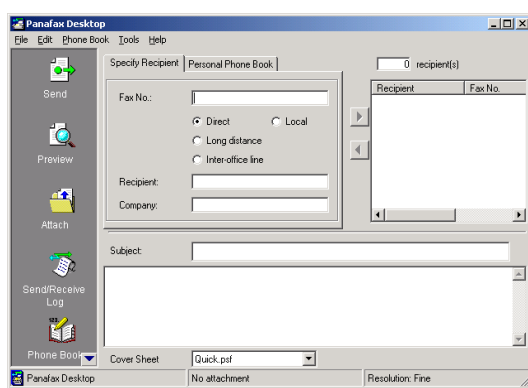 Panafax Desktop
File Edit Phone Book Tools Help
Specify Recipient Personal Phone Book
0 recipient(s)
Send
Fax No.:
Recipient Fax No.
Direct Local
Long distance
Inter-office line
Preview
Recipient:
Company:
Attach
Subject:
Send/Receive
Log
Phone Book
Cover Sheet Quick.psf
Panafax Desktop No attachment Resolution: Fine